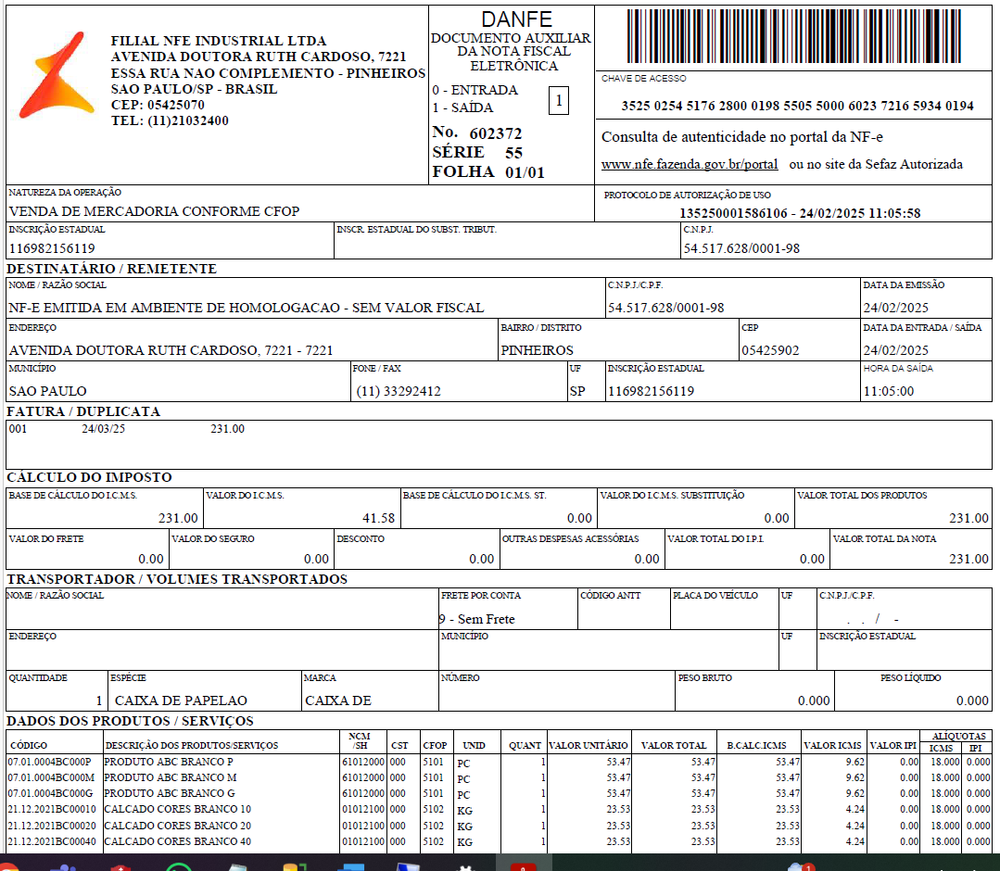 FILIAL NFE INDUSTRIAL LTDA
AVENIDA DOUTORA RUTH CARDOSO, 7221
ESSA RUA NAO COMPLEMENTO - PINHEIROS
SAO PAULO/SP - BRASIL
CEP: 05425070
TEL: (11)21032400
DANFE
DOCUMENTO AUXILIAR
DA NOTA FISCAL
ELETRÔNICA
0 - ENTRADA
1 - SAÍDA
1
No. 602372
SÉRIE 55
FOLHA 01/01
CHAVE DE ACESSO
3525 0254 5176 2800 0198 5505 5000 6023 7216 5934 0194
Consulta de autenticidade no portal da NF-e
www.nfe.fazenda.gov.br/portal ou no site da Sefaz Autorizada
NATUREZA DA OPERAÇÃO
VENDA DE MERCADORIA CONFORME CFOP
PROTOCOLO DE AUTORIZAÇÃO DE USO
135250001586106 - 24/02/2025 11:05:58
INSCRIÇÃO ESTADUAL INSCR. ESTADUAL DO SUBST. TRIBUT. C.N.P.J.
116982156119 54.517.628/0001-98
DESTINATÁRIO / REMETENTE
NOME / RAZÃO SOCIAL C.N.P.J./C.P.F. DATA DA EMISSÃO
NF-E EMITIDA EM AMBIENTE DE HOMOLOGACAO - SEM VALOR FISCAL 54.517.628/0001-98 24/02/2025
ENDEREÇO BAIRRO / DISTRITO CEP DATA DA ENTRADA / SAÍDA
AVENIDA DOUTORA RUTH CARDOSO, 7221 - 7221 PINHEIROS 05425902 24/02/2025
MUNICÍPIO FONE / FAX UF INSCRIÇÃO ESTADUAL HORA DA SAÍDA
SAO PAULO (11) 33292412 SP 116982156119 11:05:00
FATURA / DUPLICATA
001 24/03/25 231.00
CÁLCULO DO IMPOSTO
BASE DE CÁLCULO DO I.C.M.S. VALOR DO I.C.M.S. BASE DE CÁLCULO DO I.C.M.S. ST. VALOR DO I.C.M.S. SUBSTITUIÇÃO VALOR TOTAL DOS PRODUTOS
231.00 41.58 0.00 0.00 231.00
VALOR DO FRETE VALOR DO SEGURO DESCONTO OUTRAS DESPESAS ACESSÓRIAS VALOR TOTAL DO I.P.I. VALOR TOTAL DA NOTA
0.00 0.00 0.00 0.00 0.00 231.00
TRANSPORTADOR / VOLUMES TRANSPORTADOS
NOME / RAZÃO SOCIAL FRETE POR CONTA CÓDIGO ANTT PLACA DO VEÍCULO UF C.N.P.J./C.P.F.
9 - Sem Frete . . / -
ENDEREÇO MUNICÍPIO UF INSCRIÇÃO ESTADUAL
QUANTIDADE ESPÉCIE MARCA NÚMERO PESO BRUTO PESO LÍQUIDO
1 CAIXA DE PAPELAO CAIXA DE 0.000 0.000
DADOS DOS PRODUTOS / SERVIÇOS
CÓDIGO DESCRIÇÃO DOS PRODUTOS/SERVIÇOS NCM /SH CST CFOP UNID QUANT VALOR UNITÁRIO VALOR TOTAL B.CALC.ICMS VALOR ICMS VALOR IPI ALÍQUOTAS ICMS IPI
07.01.0004BC000P PRODUTO ABC BRANCO P 61012000 000 5101 PC 1 53.47 53.47 53.47 9.62 0.00 18.000 0.000
07.01.0004BC000M PRODUTO ABC BRANCO M 61012000 000 5101 PC 1 53.47 53.47 53.47 9.62 0.00 18.000 0.000
07.01.0004BC000G PRODUTO ABC BRANCO G 61012000 000 5101 PC 1 53.47 53.47 53.47 9.62 0.00 18.000 0.000
21.12.2021BC00010 CALCADO CORES BRANCO 10 01012100 000 5102 KG 1 23.53 23.53 23.53 4.24 0.00 18.000 0.000
21.12.2021BC00020 CALCADO CORES BRANCO 20 01012100 000 5102 KG 1 23.53 23.53 23.53 4.24 0.00 18.000 0.000
21.12.2021BC00040 CALCADO CORES BRANCO 40 01012100 000 5102 KG 1 23.53 23.53 23.53 4.24 0.00 18.000 0.000
1